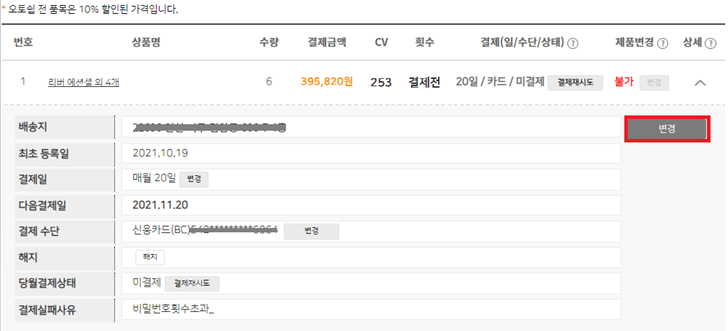 * 오토쉽 전 품목은 10% 할인된 가격입니다.
번호 상품명 수량 결제금액 CV 횟수 결제(일/수단/상태) ? 제품변경 ? 상세 ?
1 리버 에센셜 외 4개 6 395,820원 253 결제전 20일 / 카드 / 미결제 결제재시도 불가 변경
배송지 변경
최초 등록일 2021.10.19
결제일 매월 20일 변경
다음결제일 2021.11.20
결제 수단 신용카드(BC) 변경
해지 해지
당월결제상태 미결제 결제재시도
결제실패사유 비밀번호횟수초과_